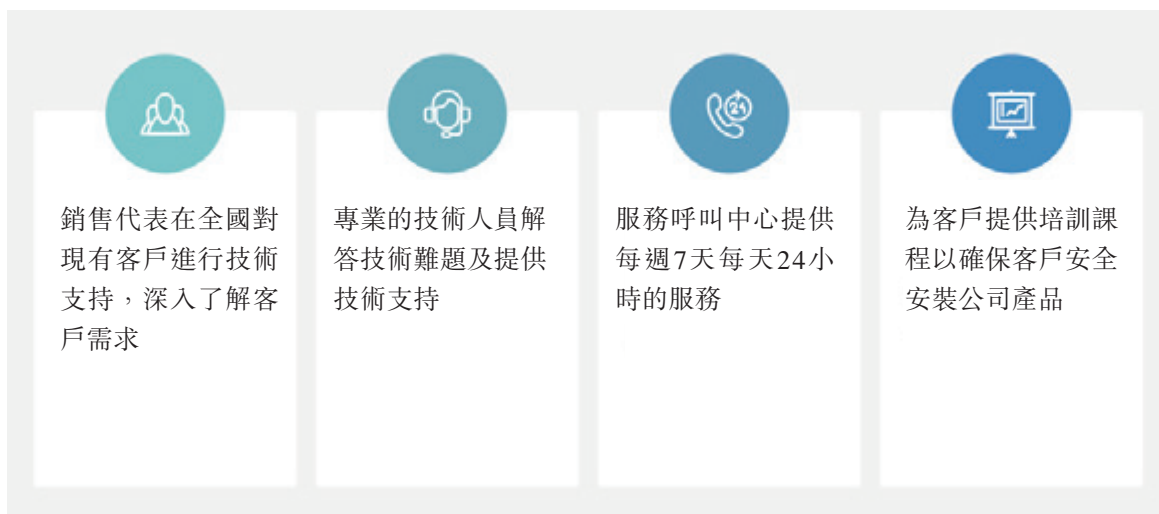 24
銷售代表在全國對
現有客戶進行技術
支持，深入了解客
戶需求
專業的技術人員解
答技術難題及提供
技術支持
服務呼叫中心提供
每週7天每天24小
時的服務
為客戶提供培訓課
程以確保客戶安全
安裝公司產品